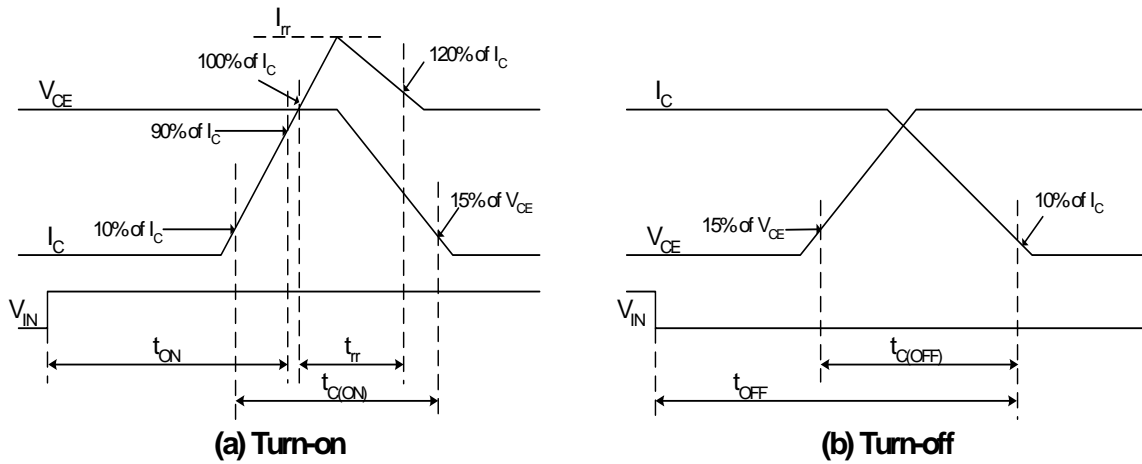 I_rr
100% of I_C
120% of I_C
V_CE
90% of I_C
10% of I_C
15% of V_CE
I_C
V_IN
t_ON
t_rr
t_C(ON)
(a) Turn-on
I_C
15% of V_CE
10% of I_C
V_CE
V_IN
t_C(OFF)
t_OFF
(b) Turn-off